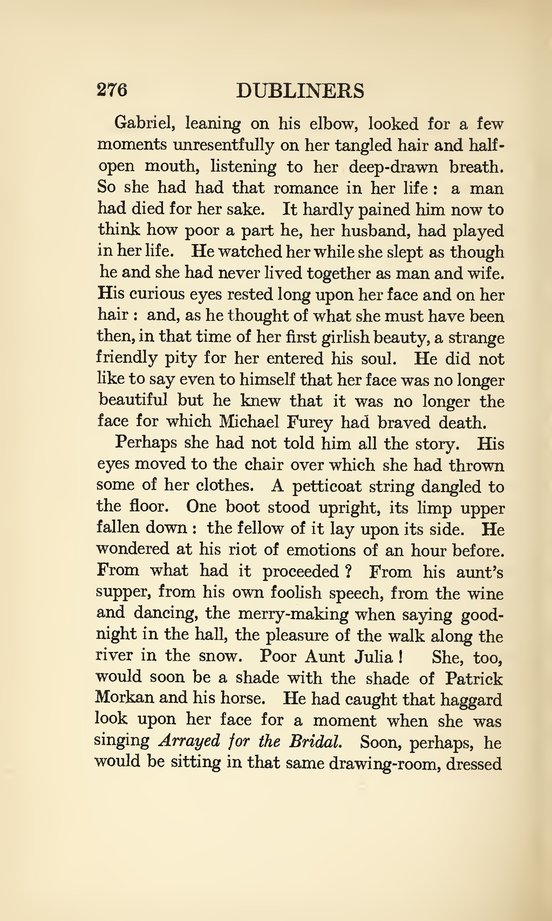 276 DUBLINERS
Gabriel, leaning on his elbow, looked for a few
moments unresentfully on her tangled hair and half-
open mouth, listening to her deep-drawn breath.
So she had had that romance in her life : a man
had died for her sake. It hardly pained him now to
think how poor a part he, her husband, had played
in her life. He watched her while she slept as though
he and she had never lived together as man and wife.
His curious eyes rested long upon her face and on her
hair : and, as he thought of what she must have been
then, in that time of her first girlish beauty, a strange
friendly pity for her entered his soul. He did not
like to say even to himself that her face was no longer
beautiful but he knew that it was no longer the
face for which Michael Furey had braved death.
Perhaps she had not told him all the story. His
eyes moved to the chair over which she had thrown
some of her clothes. A petticoat string dangled to
the floor. One boot stood upright, its limp upper
fallen down : the fellow of it lay upon its side. He
wondered at his riot of emotions of an hour before.
From what had it proceeded ? From his aunt's
supper, from his own foolish speech, from the wine
and dancing, the merry-making when saying good-
night in the hall, the pleasure of the walk along the
river in the snow. Poor Aunt Julia ! She, too,
would soon be a shade with the shade of Patrick
Morkan and his horse. He had caught that haggard
look upon her face for a moment when she was
singing Arrayed for the Bridal. Soon, perhaps, he
would be sitting in that same drawing-room, dressed